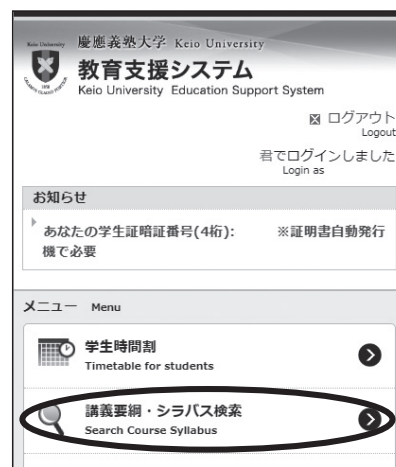 Keio University 慶應義塾大学 Keio University
教育支援システム
Keio University Education Support System
ログアウト
Logout
君でログインしました
Login as
お知らせ
あなたの学生証暗証番号(4桁): ※証明書自動発行
機で必要
メニュー Menu
学生時間割
Timetable for students
講義要綱・シラバス検索
Search Course Syllabus